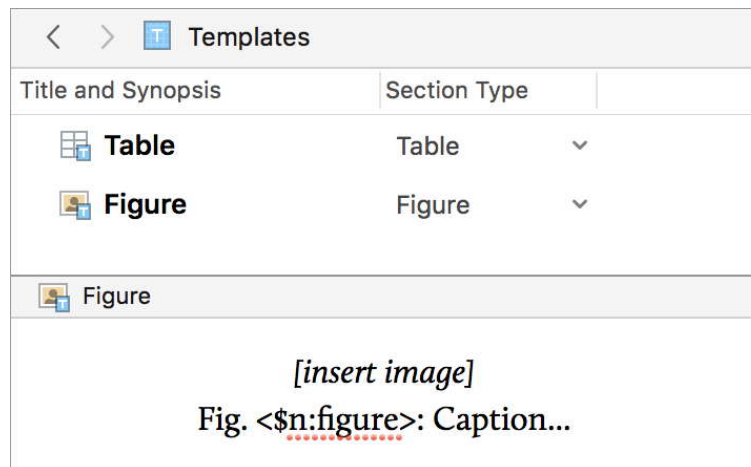 Templates
Title and Synopsis Section Type
Table Table
Figure Figure
Figure
[insert image]
Fig. <$n:figure>: Caption...